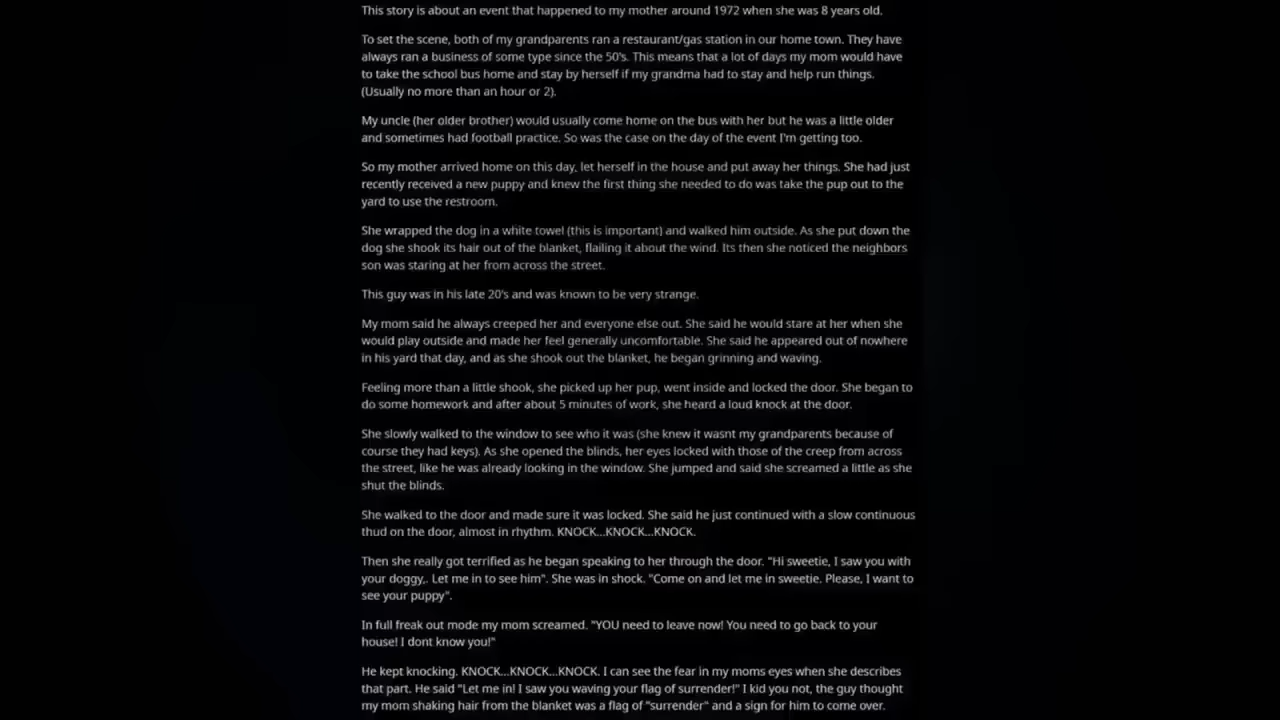 This story is about an event that happened to my mother around 1972 when she was 8 years old.
To set the scene, both of my grandparents ran a restaurant/gas station in our home town. They have
always ran a business of some type since the 50's. This means that a lot of days my mom would have
to take the school bus home and stay by herself if my grandma had to stay and help run things.
(Usually no more than an hour or 2).
My uncle (her older brother) would usually come home on the bus with her but he was a little older
and sometimes had football practice. So was the case on the day of the event I'm getting too.
So my mother arrived home on this day, let herself in the house and put away her things. She had just
recently received a new puppy and knew the first thing she needed to do was take the pup out to the
yard to use the restroom.
She wrapped the dog in a white towel (this is important) and walked him outside. As she put down the
dog she shook its hair out of the blanket, flailing it about the wind. Its then she noticed the neighbors
son was staring at her from across the street.
This guy was in his late 20's and was known to be very strange.
My mom said he always creeped her and everyone else out. She said he would stare at her when she
would play outside and made her feel generally uncomfortable. She said he appeared out of nowhere
in his yard that day, and as she shook out the blanket, he began grinning and waving.
Feeling more than a little shook, she picked up her pup, went inside and locked the door. She began to
do some homework and after about 5 minutes of work, she heard a loud knock at the door.
She slowly walked to the window to see who it was (she knew it wasnt my grandparents because of
course they had keys). As she opened the blinds, her eyes locked with those of the creep from across
the street, like he was already looking in the window. She jumped and said she screamed a little as she
shut the blinds.
She walked to the door and made sure it was locked. She said he just continued with a slow continuous
thud on the door, almost in rhythm. KNOCK...KNOCK...KNOCK.
Then she really got terrified as he began speaking to her through the door. "Hi sweetie, I saw you with
your doggy,. Let me in to see him". She was in shock. "Come on and let me in sweetie. Please, I want to
see your puppy".
In full freak out mode my mom screamed. "YOU need to leave now! You need to go back to your
house! I dont know you!"
He kept knocking. KNOCK...KNOCK...KNOCK. I can see the fear in my moms eyes when she describes
that part. He said "Let me in! I saw you waving your flag of surrender!" I kid you not, the guy thought
my mom shaking hair from the blanket was a flag of "surrender" and a sign for him to come over.